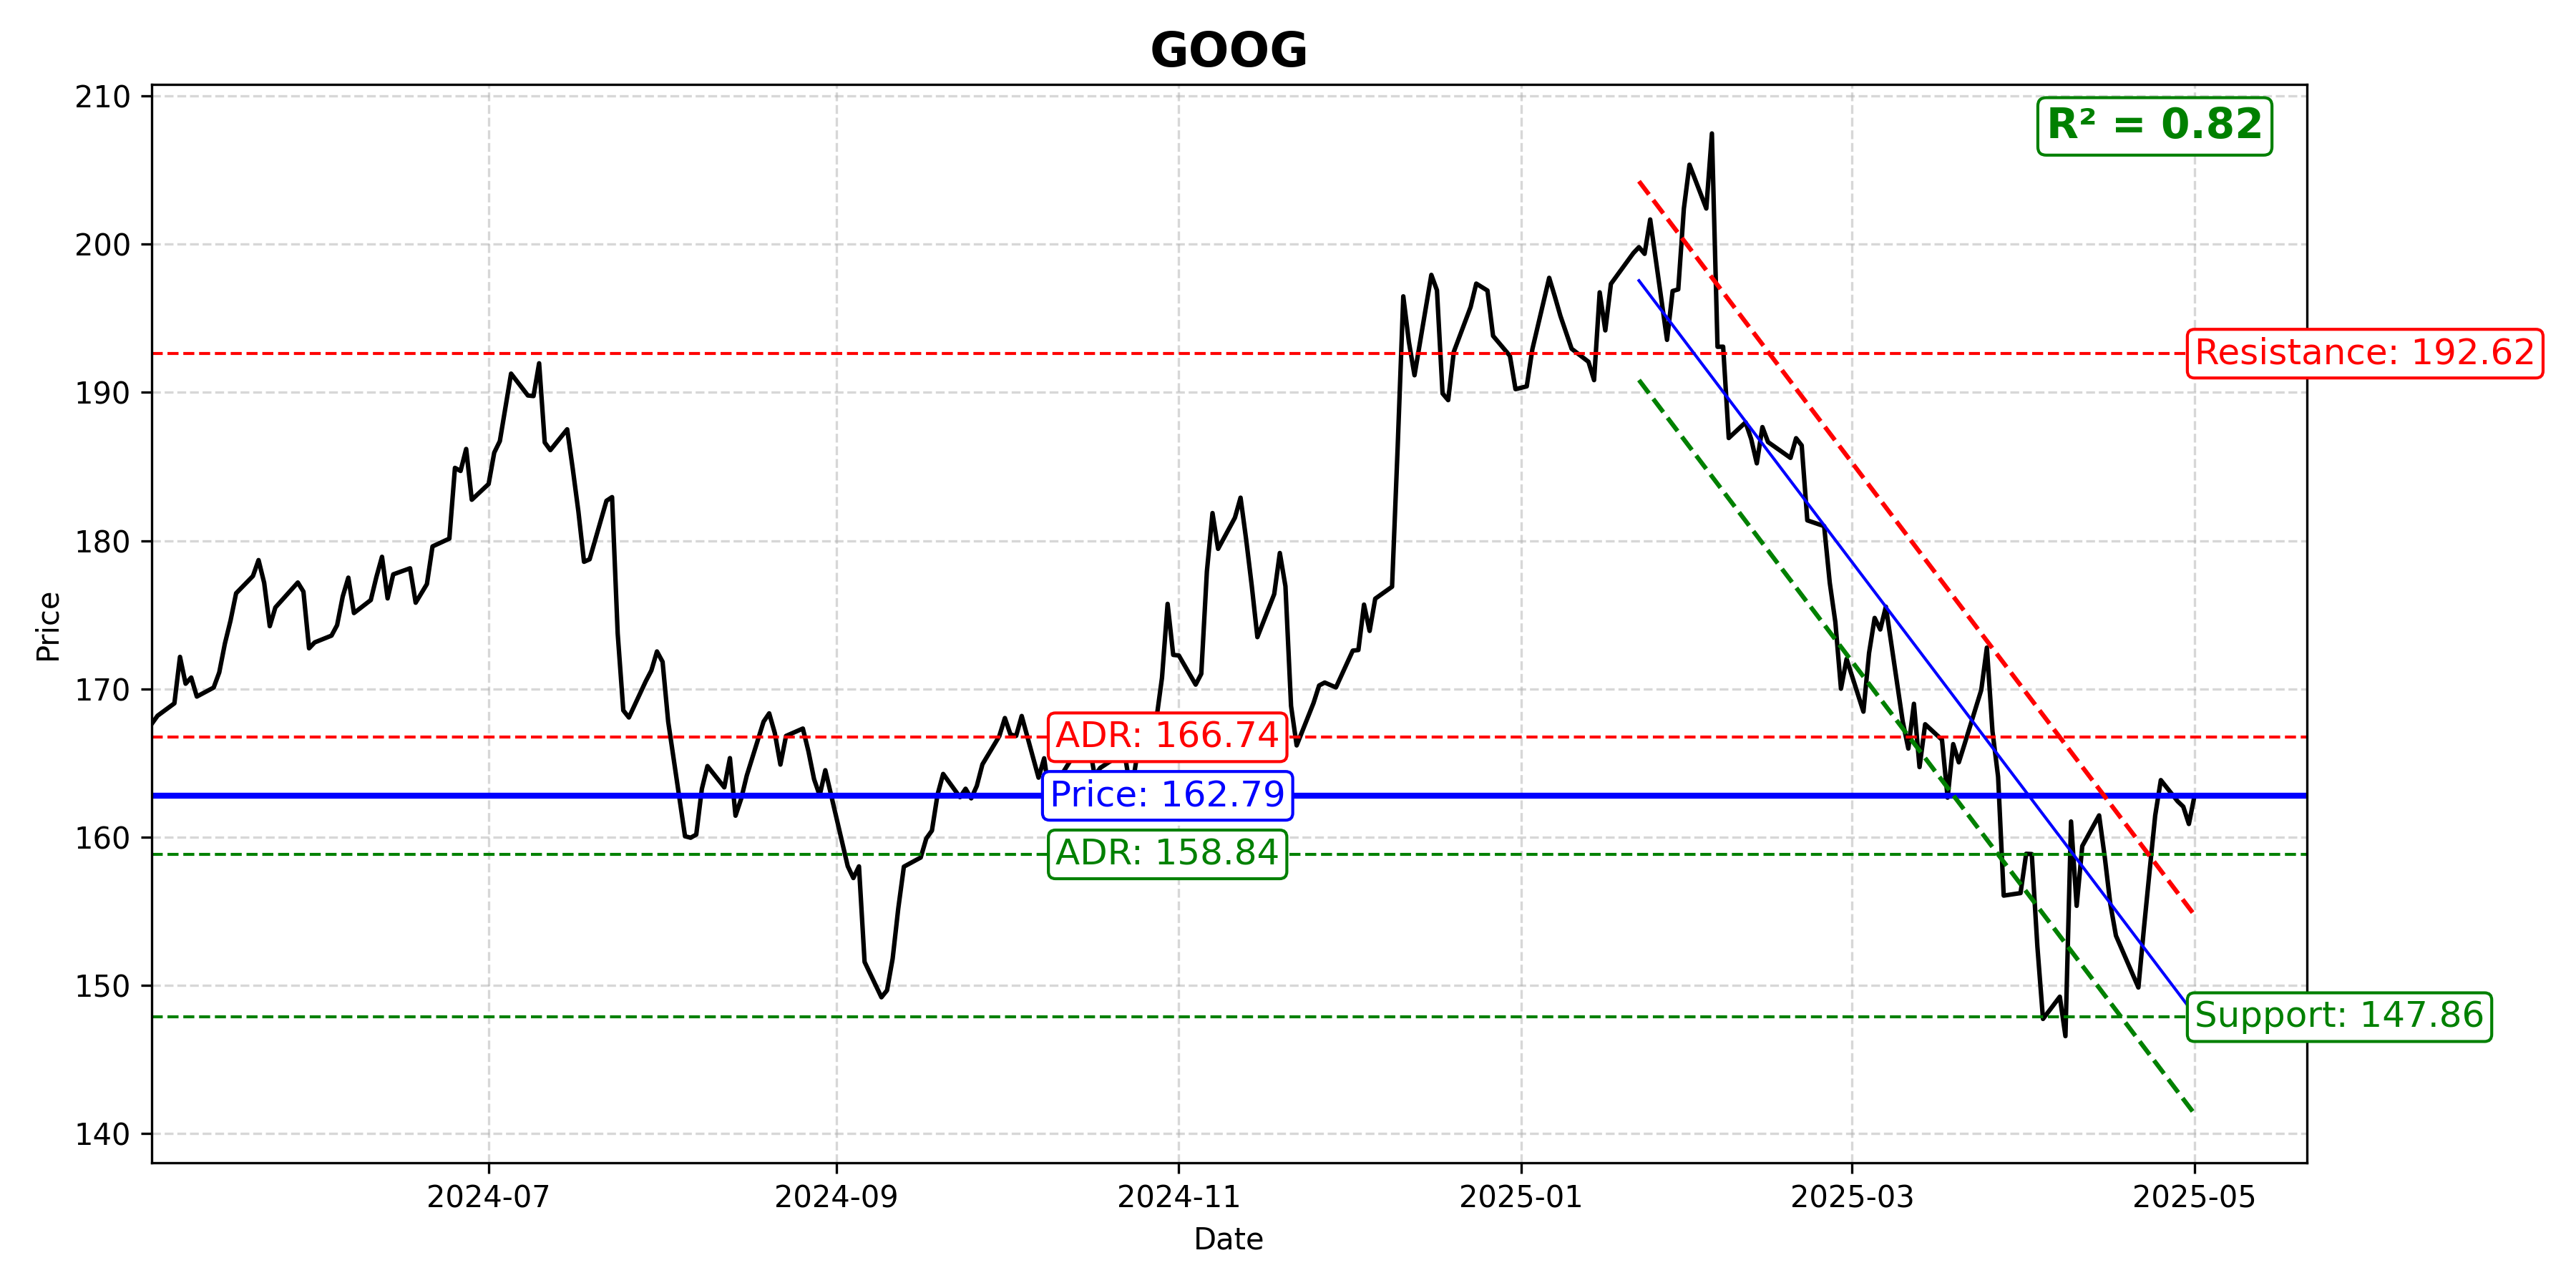 GOOG
R² = 0.82
210
200
190
180
170
160
150
140
Price
Resistance: 192.62
ADR: 166.74
Price: 162.79
ADR: 158.84
Support: 147.86
2024-07
2024-09
2024-11
2025-01
2025-03
2025-05
Date